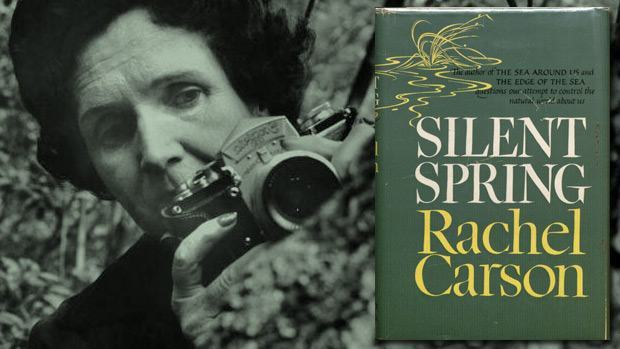 The author of THE SEA AROUND US and
THE EDGE OF THE SEA
questions our attempt to control the
natural world about us
SILENT
SPRING
Rachel
Carson